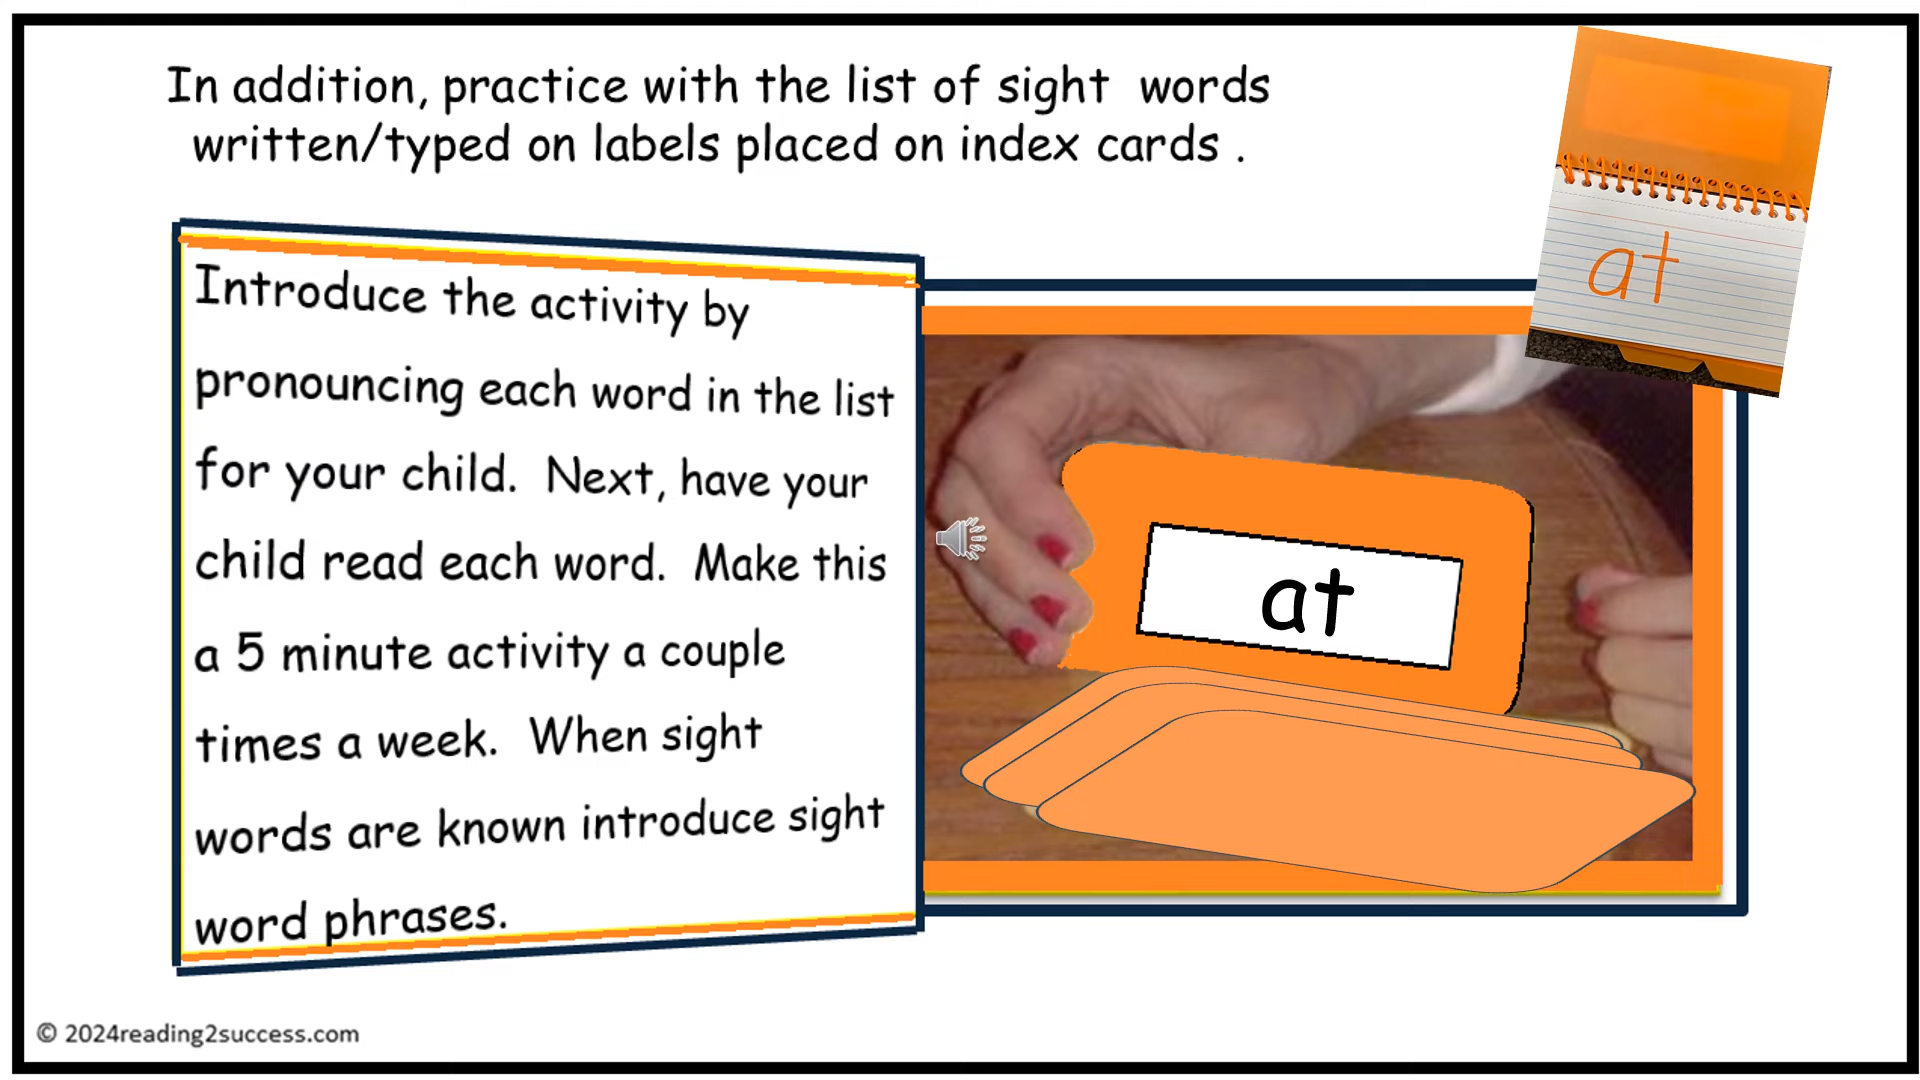 In addition, practice with the list of sight words
written/typed on labels placed on index cards .
at
Introduce the activity by
pronouncing each word in the list
for your child. Next, have your
child read each word. Make this
a 5 minute activity a couple
times a week. When sight
words are known introduce sight
word phrases.
at
© 2024reading2success.com